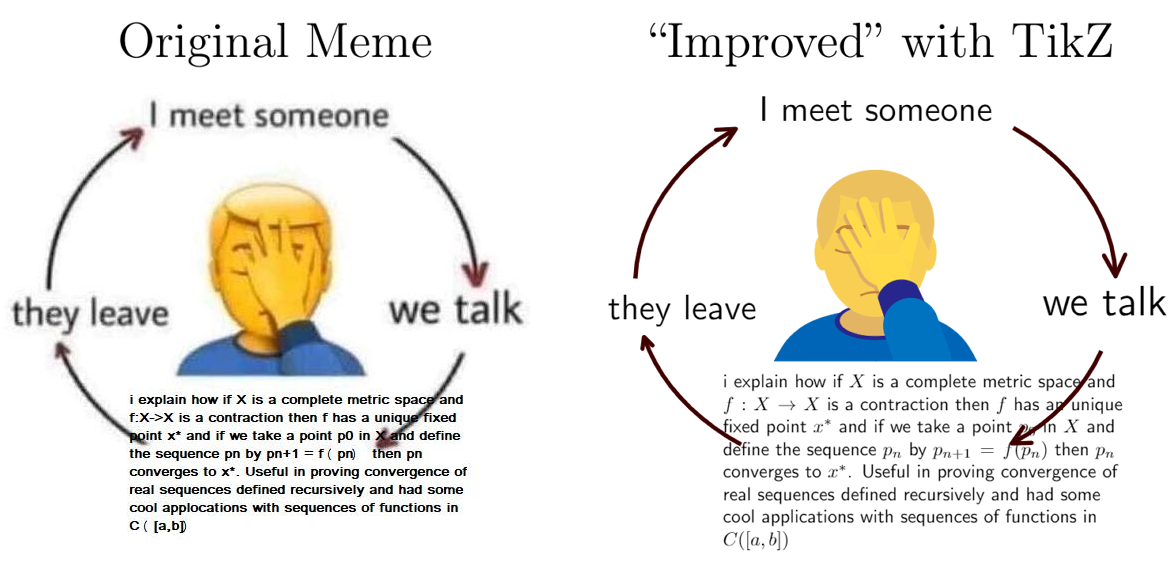 Original Meme
I meet someone
we talk
i explain how if X is a complete metric space and
f:X->X is a contraction then f has a unique fixed
point x* and if we take a point p0 in X and define
the sequence pn by pn+1 = f ( pn) then pn
converges to x*. Useful in proving convergence of
real sequences defined recursively and had some
cool applocations with sequences of functions in
C ( [a,b])
they leave
“Improved” with TikZ
I meet someone
we talk
i explain how if X is a complete metric space and
f : X → X is a contraction then f has an unique
fixed point x* and if we take a point p₀ in X and
define the sequence pₙ by pₙ₊₁ = f(pₙ) then pₙ
converges to x*. Useful in proving convergence of
real sequences defined recursively and had some
cool applications with sequences of functions in
C([a, b])
they leave